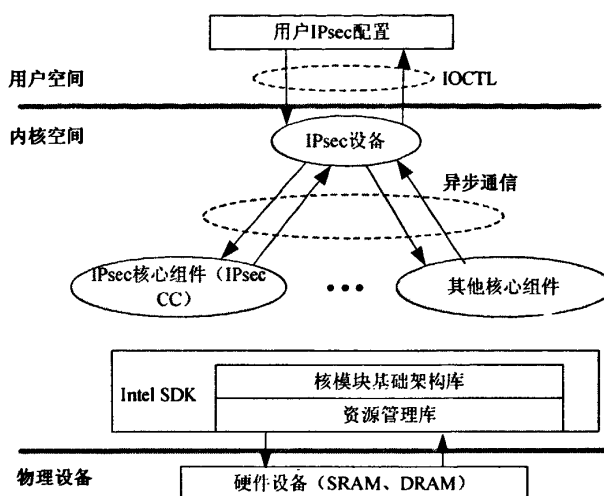 用户IPsec配置
用户空间
IOCTL
内核空间
IPsec设备
异步通信
IPsec核心组件（IPsec
CC）
其他核心组件
Intel SDK
核模块基础架构库
资源管理库
物理设备
硬件设备（SRAM、DRAM）